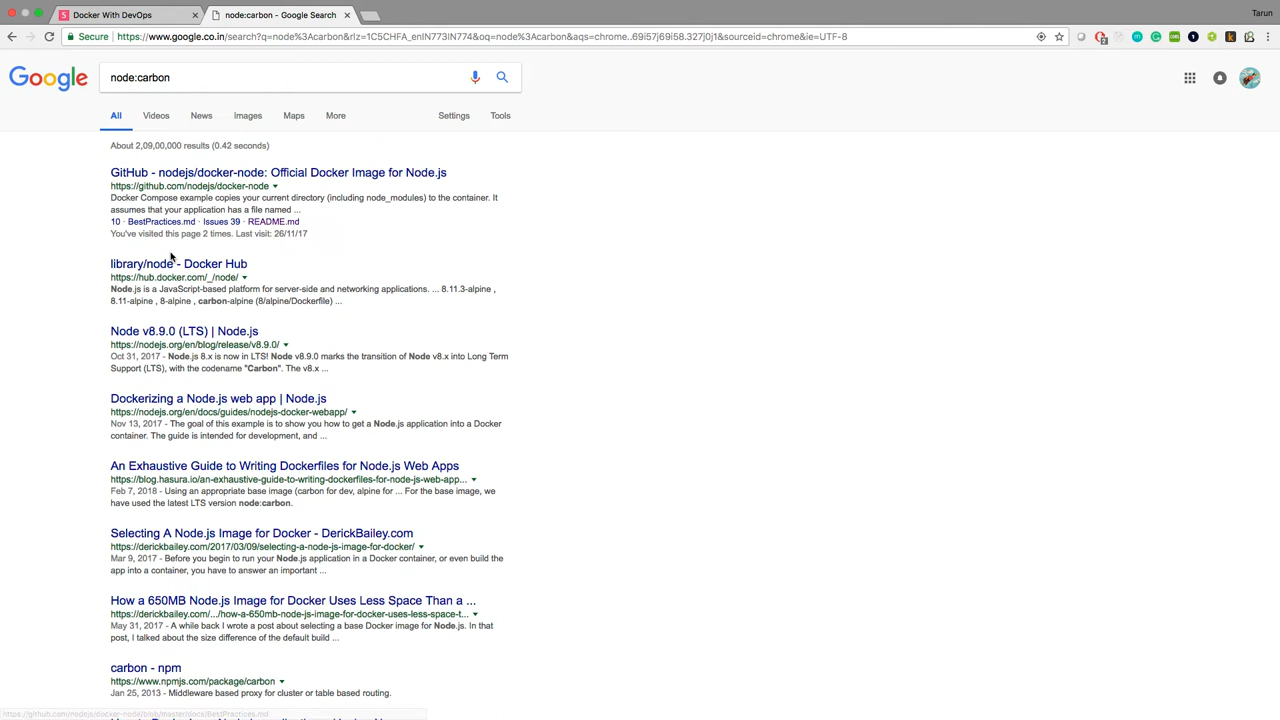 Docker With DevOps
node:carbon - Google Search
Tarun
Secure
https://www.google.co.in/search?q=node%3Acarbon&rlz=1C5CHFA_enIN773IN774&oq=node%3Acarbon&aqs=chrome..69i57j69i58.327j0j1&sourceid=chrome&ie=UTF-8
Google
node:carbon
All Videos News Images Maps More Settings Tools
About 2,09,00,000 results (0.42 seconds)
GitHub - nodejs/docker-node: Official Docker Image for Node.js
https://github.com/nodejs/docker-node
Docker Compose example copies your current directory (including node_modules) to the container. It
assumes that your application has a file named ...
10 · BestPractices.md · Issues 39 · README.md
You've visited this page 2 times. Last visit: 26/11/17
library/node - Docker Hub
https://hub.docker.com/_/node/
Node.js is a JavaScript-based platform for server-side and networking applications. ... 8.11.3-alpine ,
8.11-alpine , 8-alpine , carbon-alpine (8/alpine/Dockerfile) ...
Node v8.9.0 (LTS) | Node.js
https://nodejs.org/en/blog/release/v8.9.0/
Oct 31, 2017 - Node.js 8.x is now in LTS! Node v8.9.0 marks the transition of Node v8.x into Long Term
Support (LTS), with the codename "Carbon". The v8.x ...
Dockerizing a Node.js web app | Node.js
https://nodejs.org/en/docs/guides/nodejs-docker-webapp/
Nov 13, 2017 - The goal of this example is to show you how to get a Node.js application into a Docker
container. The guide is intended for development, and ...
An Exhaustive Guide to Writing Dockerfiles for Node.js Web Apps
https://blog.hasura.io/an-exhaustive-guide-to-writing-dockerfiles-for-node-js-web-app...
Feb 7, 2018 - Using an appropriate base image (carbon for dev, alpine for ... For the base image, we
have used the latest LTS version node:carbon.
Selecting A Node.js Image for Docker - DerickBailey.com
https://derickbailey.com/2017/03/09/selecting-a-node-js-image-for-docker/
Mar 9, 2017 - Before you begin to run your Node.js application in a Docker container, or even build the
app into a container, you have to answer an important ...
How a 650MB Node.js Image for Docker Uses Less Space Than a ...
https://derickbailey.com/.../how-a-650mb-node-js-image-for-docker-uses-less-space-t...
May 31, 2017 - A while back I wrote a post about selecting a base Docker image for Node.js. In that
post, I talked about the size difference of the default build ...
carbon - npm
https://www.npmjs.com/package/carbon
Jan 25, 2013 - Middleware based proxy for cluster or table based routing.
https://github.com/nodejs/docker-node/blob/master/docs/BestPractices.md